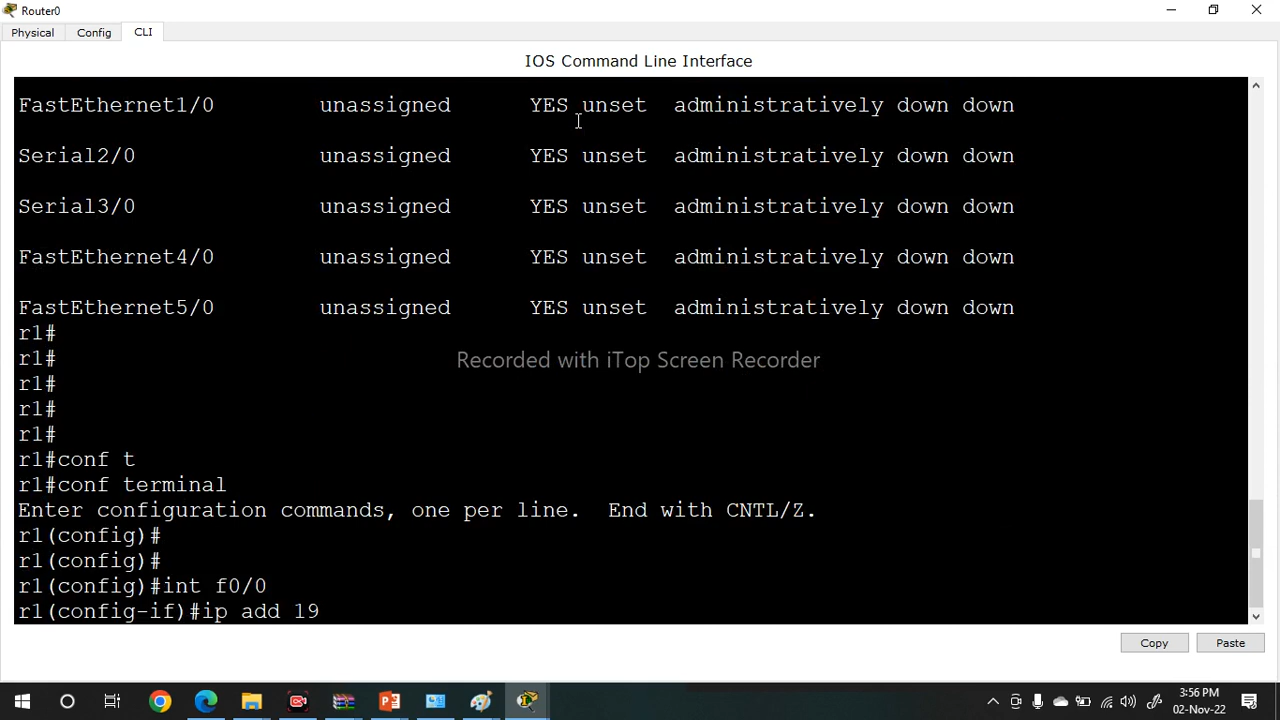 Router0
Physical Config CLI
IOS Command Line Interface
FastEthernet1/0 unassigned YES unset administratively down down
Serial2/0 unassigned YES unset administratively down down
Serial3/0 unassigned YES unset administratively down down
FastEthernet4/0 unassigned YES unset administratively down down
FastEthernet5/0 unassigned YES unset administratively down down
r1#
r1#
Recorded with iTop Screen Recorder
r1#
r1#
r1#
r1#conf t
r1#conf terminal
Enter configuration commands, one per line. End with CNTL/Z.
r1(config)#
r1(config)#
r1(config)#int f0/0
r1(config-if)#ip add 19
Copy Paste
3:56 PM
02-Nov-22